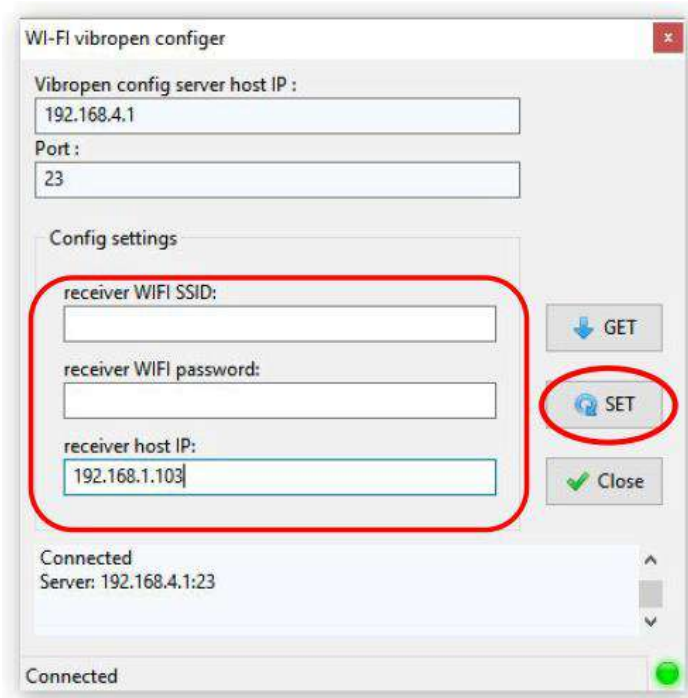 WI-FI vibropen configer
x
Vibropen config server host IP :
192.168.4.1
Port :
23
Config settings
receiver WIFI SSID:
GET
receiver WIFI password:
SET
receiver host IP:
192.168.1.103
Close
Connected
Server: 192.168.4.1:23
Connected